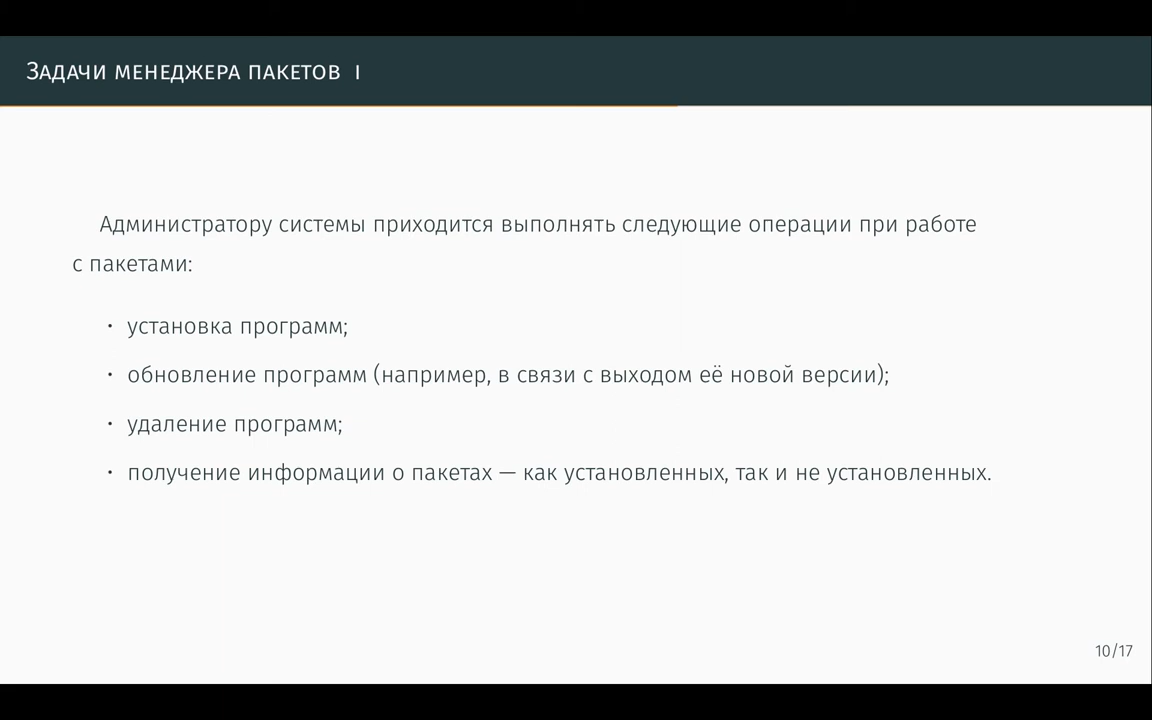 Задачи менеджера пакетов I
Администратору системы приходится выполнять следующие операции при работе
с пакетами:
• установка программ;
• обновление программ (например, в связи с выходом её новой версии);
• удаление программ;
• получение информации о пакетах — как установленных, так и не установленных.
10/17